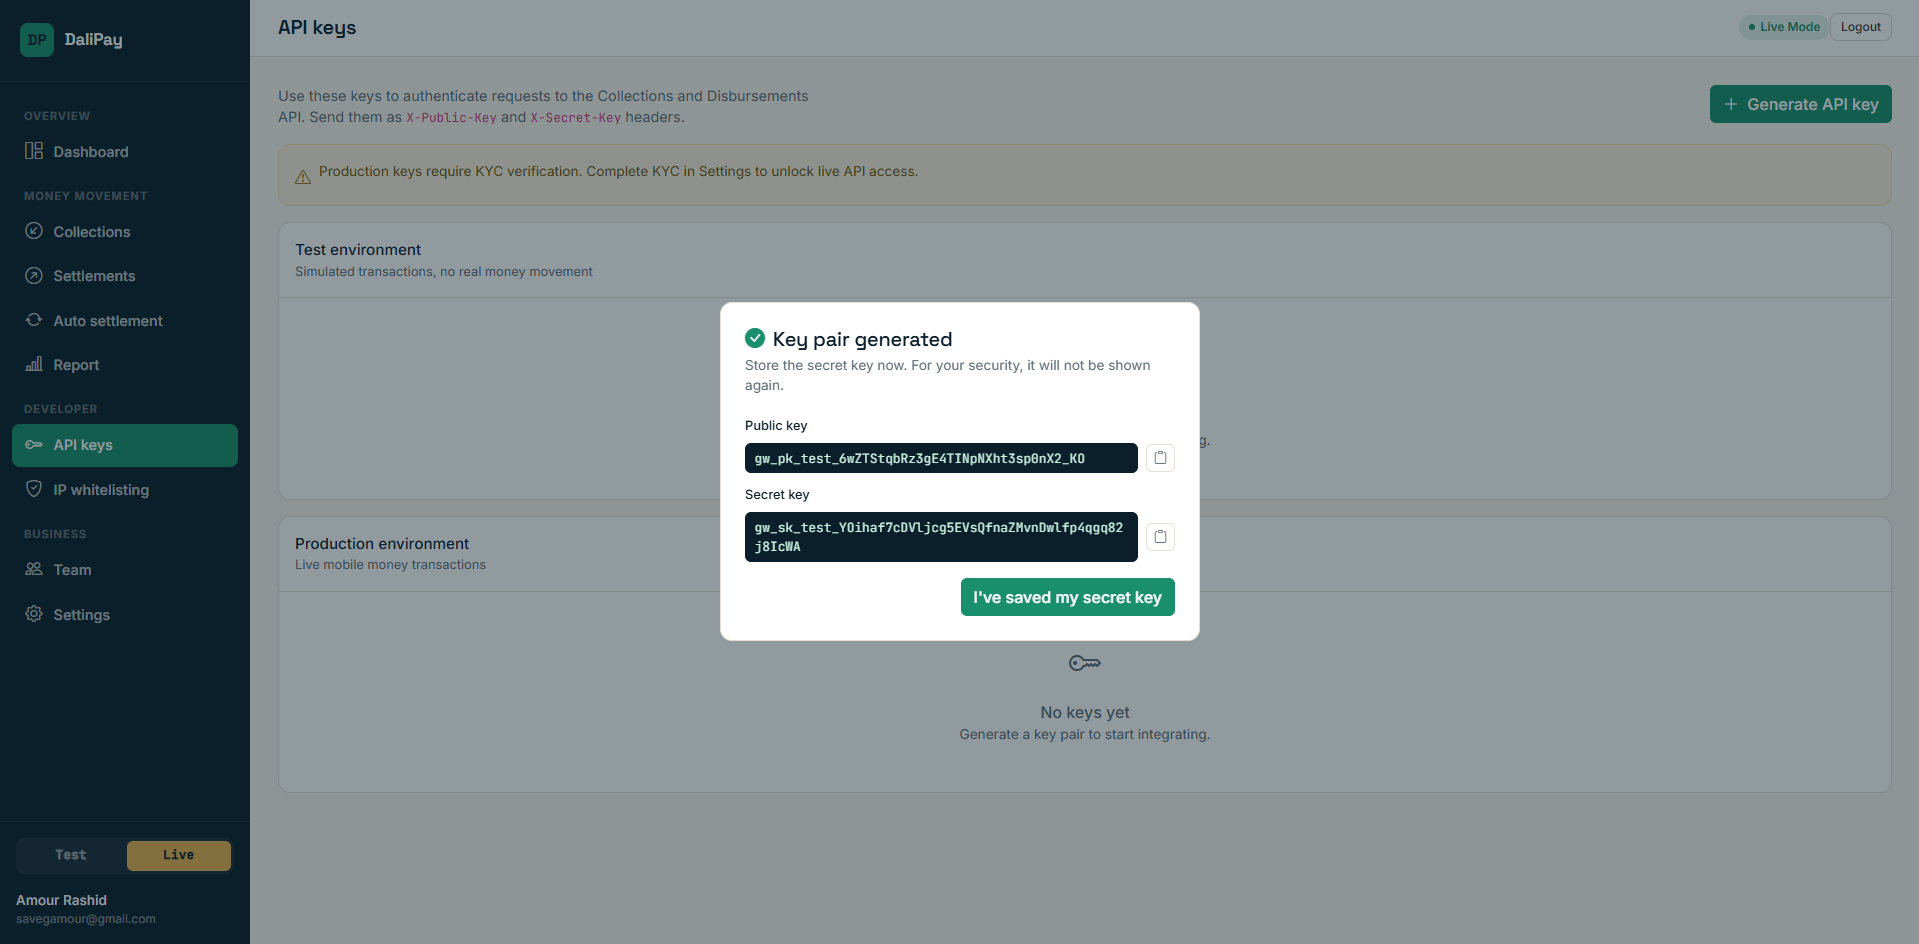 DP
DaliPay
OVERVIEW
Dashboard
MONEY MOVEMENT
Collections
Settlements
Auto settlement
Report
DEVELOPER
API keys
IP whitelisting
BUSINESS
Team
Settings
Test
Live
Amour Rashid
savegamour@gmail.com
API keys
Live Mode
Logout
Use these keys to authenticate requests to the Collections and Disbursements
API. Send them as X-Public-Key and X-Secret-Key headers.
+ Generate API key
Production keys require KYC verification. Complete KYC in Settings to unlock live API access.
Test environment
Simulated transactions, no real money movement
g.
Key pair generated
Store the secret key now. For your security, it will not be shown
again.
Public key
gw_pk_test_6wZTStqbRz3gE4TINpNXht3sp0nX2_KO
Secret key
gw_sk_test_YOihaf7cDVljcg5EVsQfnaZMvnDwlfp4qgq82
j8IcWA
I've saved my secret key
Production environment
Live mobile money transactions
No keys yet
Generate a key pair to start integrating.